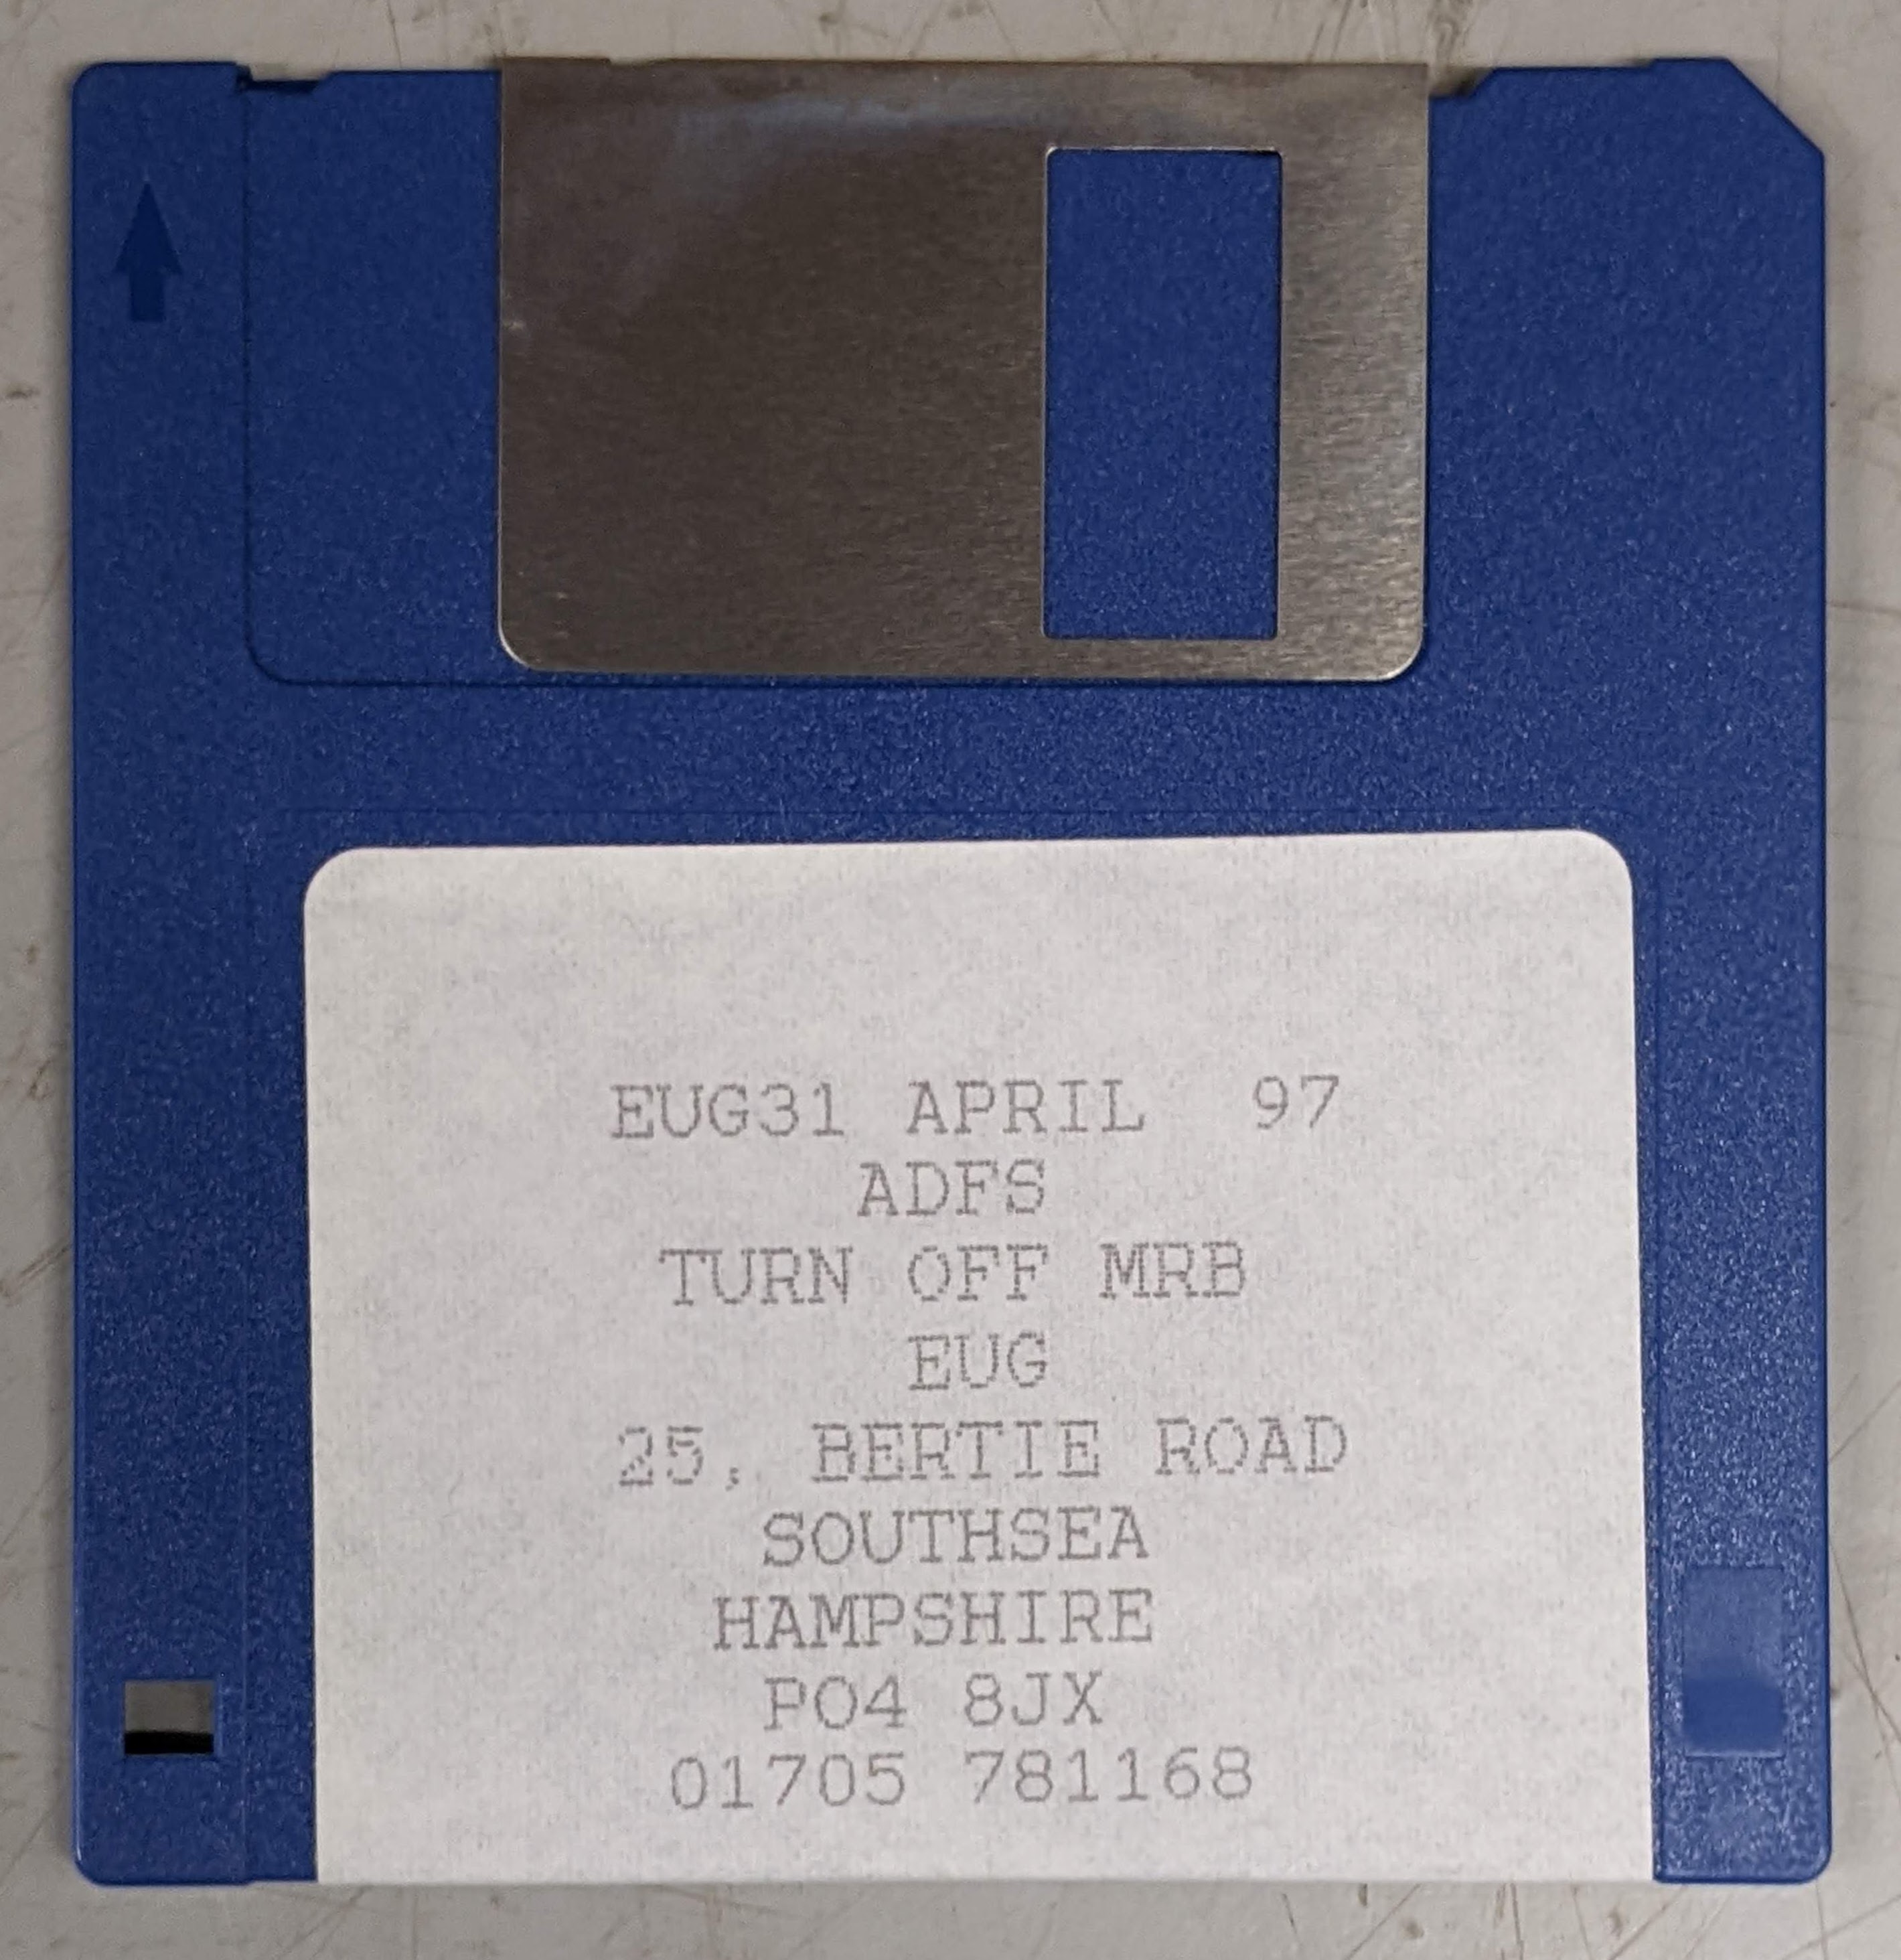 EUG31 APRIL  97
ADFS
TURN OFF MRB
EUG
25, BERTIE ROAD
SOUTHSEA
HAMPSHIRE
PO4 8JX
01705 781168